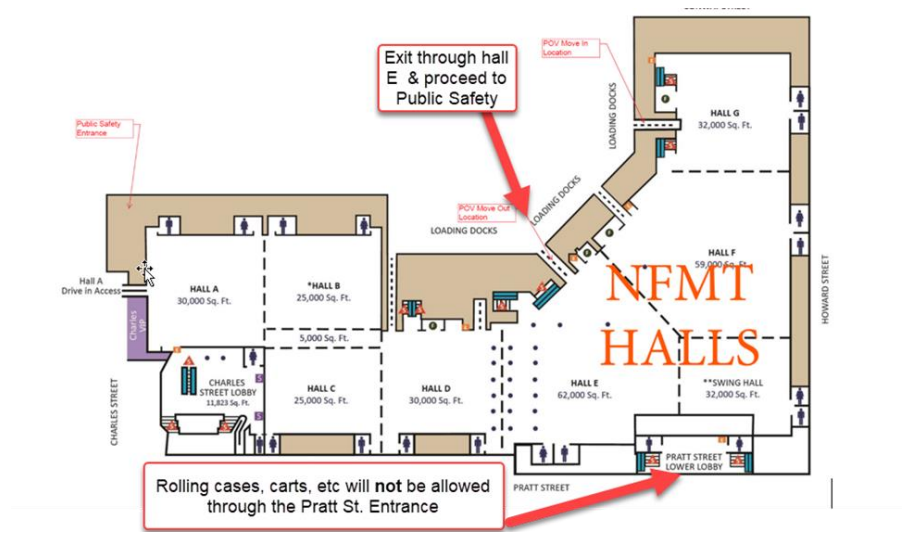 Exit through hall
E & proceed to
Public Safety
POV Move In
Location
Public Safety
Entrance
LOADING DOCKS
HALL G
32,000 Sq. Ft.
POV Move Out
Location
LOADING DOCKS
LOADING DOCKS
HALL F
59,000 Sq. Ft.
NFMT
HALLS
Hall A
Drive in Access
HALL A
30,000 Sq. Ft.
*HALL B
25,000 Sq. Ft.
5,000 Sq. Ft.
HOWARD STREET
Charles
VIP
CHARLES STREET
CHARLES
STREET LOBBY
11,823 Sq. Ft.
S
S
HALL C
25,000 Sq. Ft.
HALL D
30,000 Sq. Ft.
HALL E
62,000 Sq. Ft.
**SWING HALL
32,000 Sq. Ft.
PRATT STREET
LOWER LOBBY
Rolling cases, carts, etc will not be allowed
through the Pratt St. Entrance
PRATT STREET